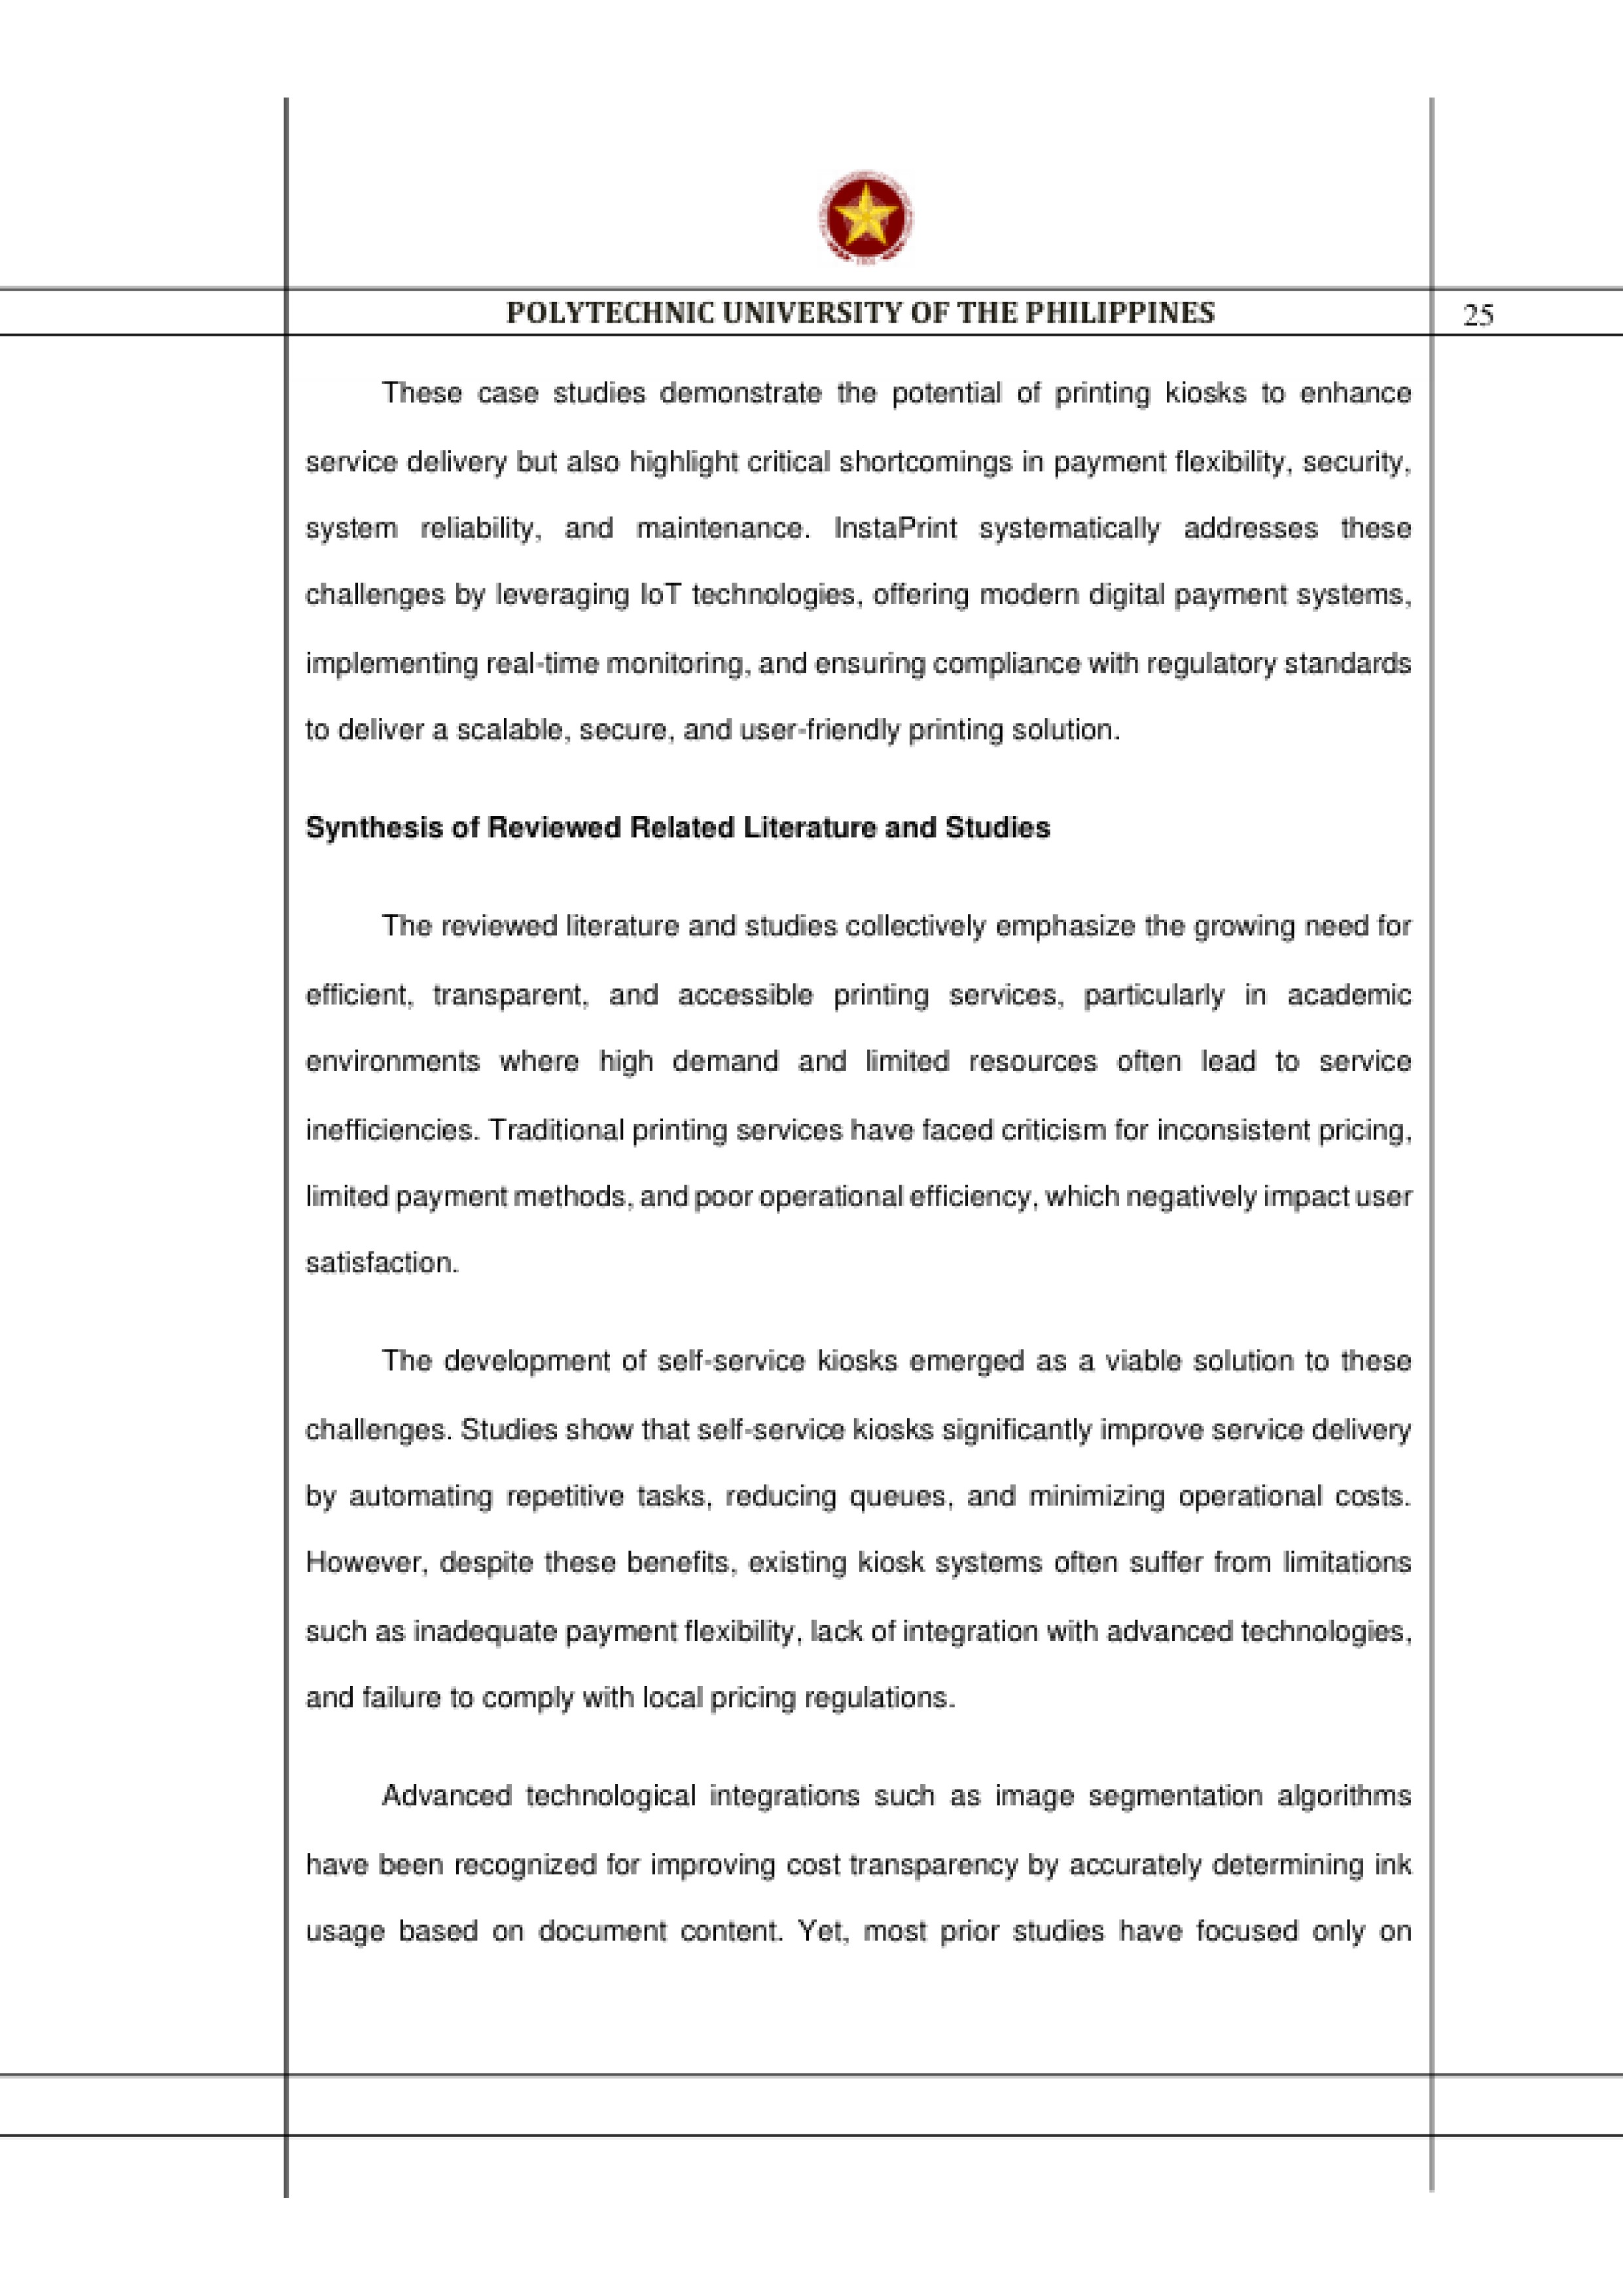 POLYTECHNIC UNIVERSITY OF THE PHILIPPINES
25
These case studies demonstrate the potential of printing kiosks to enhance
service delivery but also highlight critical shortcomings in payment flexibility, security,
system reliability, and maintenance. InstaPrint systematically addresses these
challenges by leveraging IoT technologies, offering modern digital payment systems,
implementing real-time monitoring, and ensuring compliance with regulatory standards
to deliver a scalable, secure, and user-friendly printing solution.
Synthesis of Reviewed Related Literature and Studies
The reviewed literature and studies collectively emphasize the growing need for
efficient, transparent, and accessible printing services, particularly in academic
environments where high demand and limited resources often lead to service
inefficiencies. Traditional printing services have faced criticism for inconsistent pricing,
limited payment methods, and poor operational efficiency, which negatively impact user
satisfaction.
The development of self-service kiosks emerged as a viable solution to these
challenges. Studies show that self-service kiosks significantly improve service delivery
by automating repetitive tasks, reducing queues, and minimizing operational costs.
However, despite these benefits, existing kiosk systems often suffer from limitations
such as inadequate payment flexibility, lack of integration with advanced technologies,
and failure to comply with local pricing regulations.
Advanced technological integrations such as image segmentation algorithms
have been recognized for improving cost transparency by accurately determining ink
usage based on document content. Yet, most prior studies have focused only on